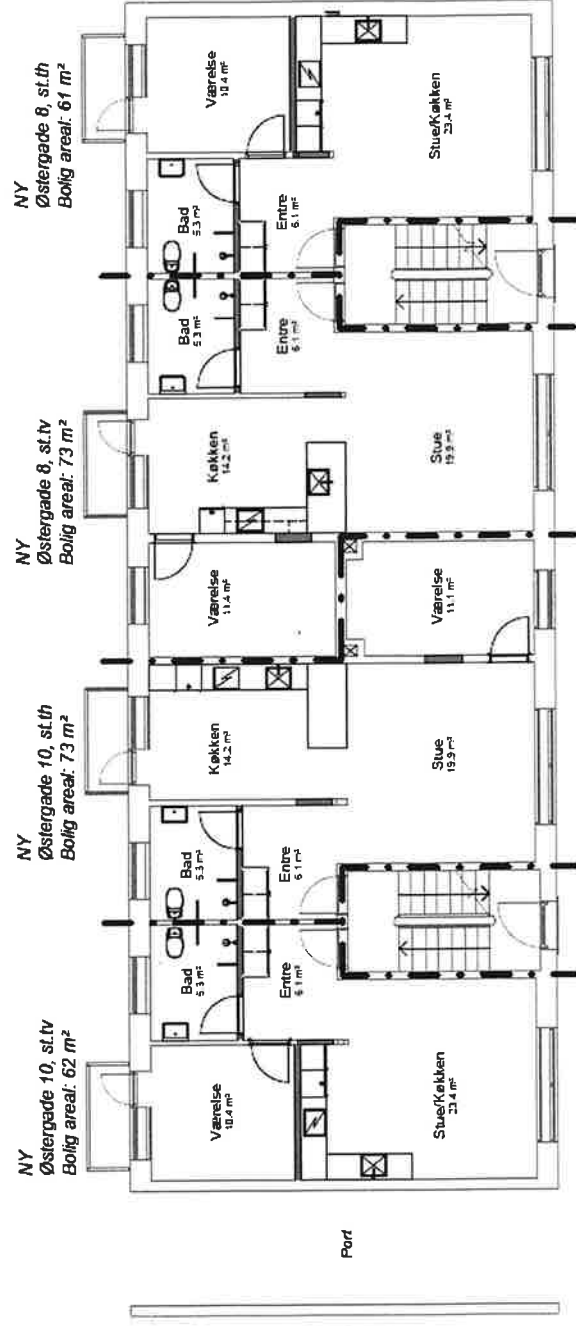 NY
Østergade 10, st.tv
Bolig areal: 62 m²
NY
Østergade 10, st.th
Bolig areal: 73 m²
NY
Østergade 8, st.tv
Bolig areal: 73 m²
NY
Østergade 8, st.th
Bolig areal: 61 m²
Værelse
10.4 m²
Bad
5.3 m²
Bad
5.3 m²
Køkken
14.2 m²
Værelse
11.4 m²
Køkken
14.2 m²
Bad
5.3 m²
Bad
5.3 m²
Værelse
10.4 m²
Entre
6.1 m²
Entre
6.1 m²
Entre
6.1 m²
Entre
6.1 m²
Stue/Køkken
23.4 m²
Stue
19.9 m²
Værelse
11.1 m²
Stue
19.9 m²
Stue/Køkken
23.4 m²
Port